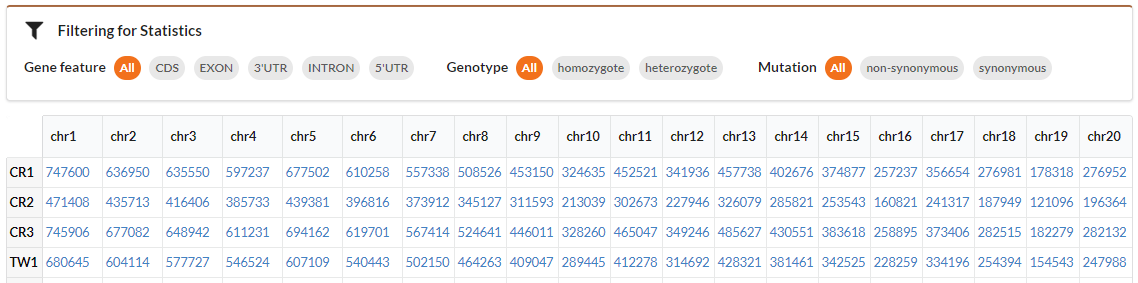 Filtering for Statistics
Gene feature All CDS EXON 3'UTR INTRON 5'UTR Genotype All homozygote heterozygote Mutation All non-synonymous synonymous
chr1 chr2 chr3 chr4 chr5 chr6 chr7 chr8 chr9 chr10 chr11 chr12 chr13 chr14 chr15 chr16 chr17 chr18 chr19 chr20
CR1 747600 636950 635550 597237 677502 610258 557338 508526 453150 324635 452521 341936 457738 402676 374877 257237 356654 276981 178318 276952
CR2 471408 435713 416406 385733 439381 396816 373912 345127 311593 213039 302673 227946 326079 285821 253543 160821 241317 187949 121096 196364
CR3 745906 677082 648942 611231 694162 619701 567414 524641 446011 328260 465047 349246 485627 430551 383618 258895 373406 282515 182279 282132
TW1 680645 604114 577727 546524 607109 540443 502150 464263 409047 289445 412278 314692 428321 381461 342525 228259 334196 254394 154543 247988